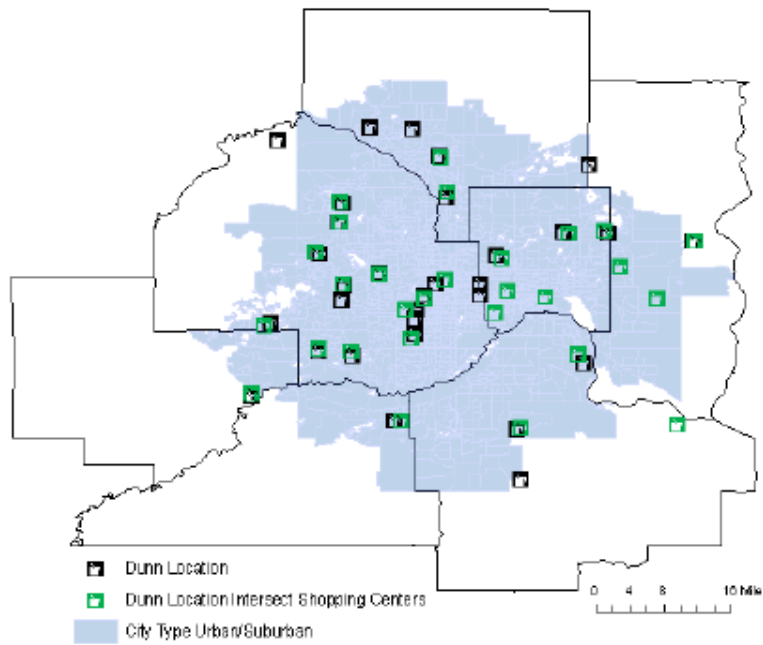 Dunn Location
Dunn Location Intersect Shopping Centers
City Type Urban/Suburban
0 4 8 16 Mile